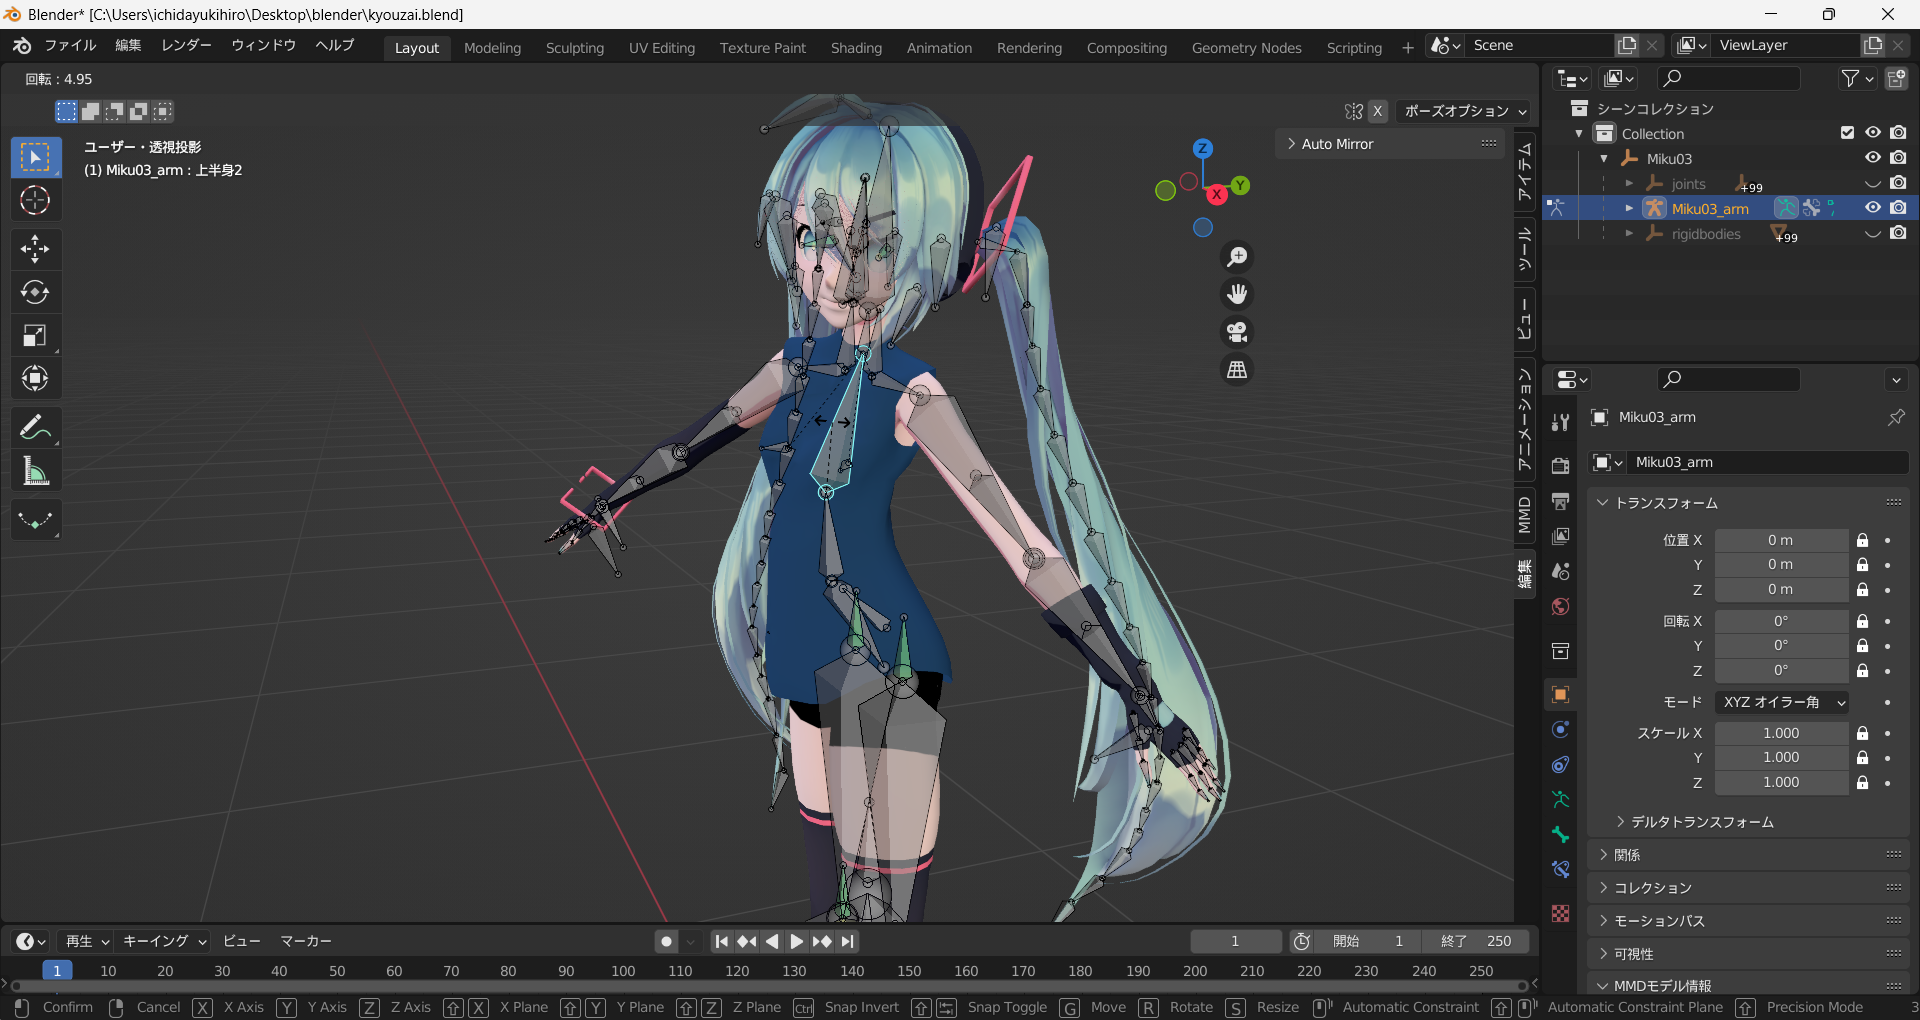 Blender* [C:\Users\ichidayukihiro\Desktop\blender\kyouzai.blend]
ファイル 編集 レンダー ウィンドウ ヘルプ Layout Modeling Sculpting UV Editing Texture Paint Shading Animation Rendering Compositing Geometry Nodes Scripting + Scene ViewLayer
回転 : 4.95
X ポーズオプション
ユーザー・透視投影
(1) Miku03_arm : 上半身2
Auto Mirror
Z
Y
X
アイテム
ツール
ビュー
アニメーション
MMD
編集
シーンコレクション
Collection
Miku03
joints +99
Miku03_arm
rigidbodies +99
Miku03_arm
Miku03_arm
トランスフォーム
位置 X 0 m
Y 0 m
Z 0 m
回転 X 0°
Y 0°
Z 0°
モード XYZ オイラー角
スケール X 1.000
Y 1.000
Z 1.000
デルタトランスフォーム
関係
コレクション
モーションパス
可視性
MMDモデル情報
再生 キーイング ビュー マーカー 1 開始 1 終了 250
1 10 20 30 40 50 60 70 80 90 100 110 120 130 140 150 160 170 180 190 200 210 220 230 240 250
Confirm Cancel X X Axis Y Y Axis Z Z Axis X X Plane Y Y Plane Z Z Plane Ctrl Snap Invert Snap Toggle G Move R Rotate S Resize Automatic Constraint Automatic Constraint Plane Precision Mode 3